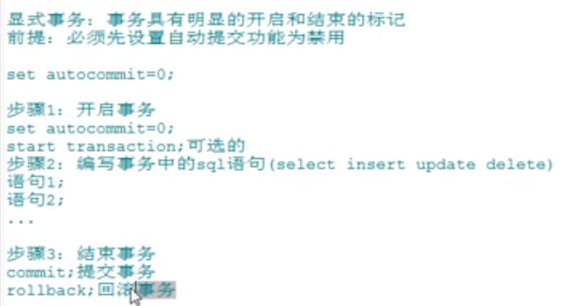 显式事务：事务具有明显的开启和结束的标记
前提：必须先设置自动提交功能为禁用
set autocommit=0;
步骤1：开启事务
set autocommit=0;
start transaction;可选的
步骤2：编写事务中的sql语句(select insert update delete)
语句1;
语句2;
...
步骤3：结束事务
commit;提交事务
rollback;回滚事务